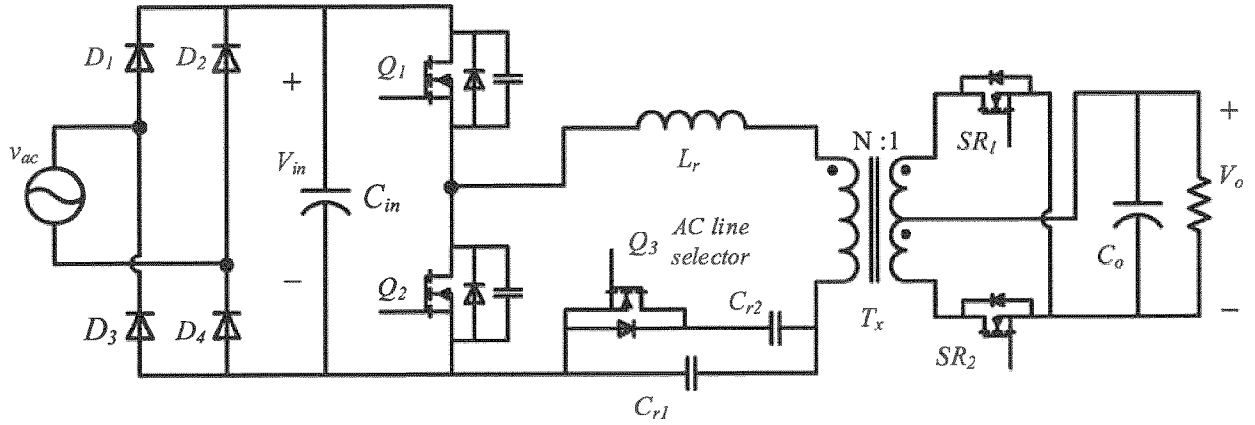 D1
D2
Q1
vac
+
Vin
Cin
−
Lr
N :1
SRl
+
Vo
Co
Q3
AC line
selector
Q2
Cr2
Tx
−
D3
D4
SR2
Cr1